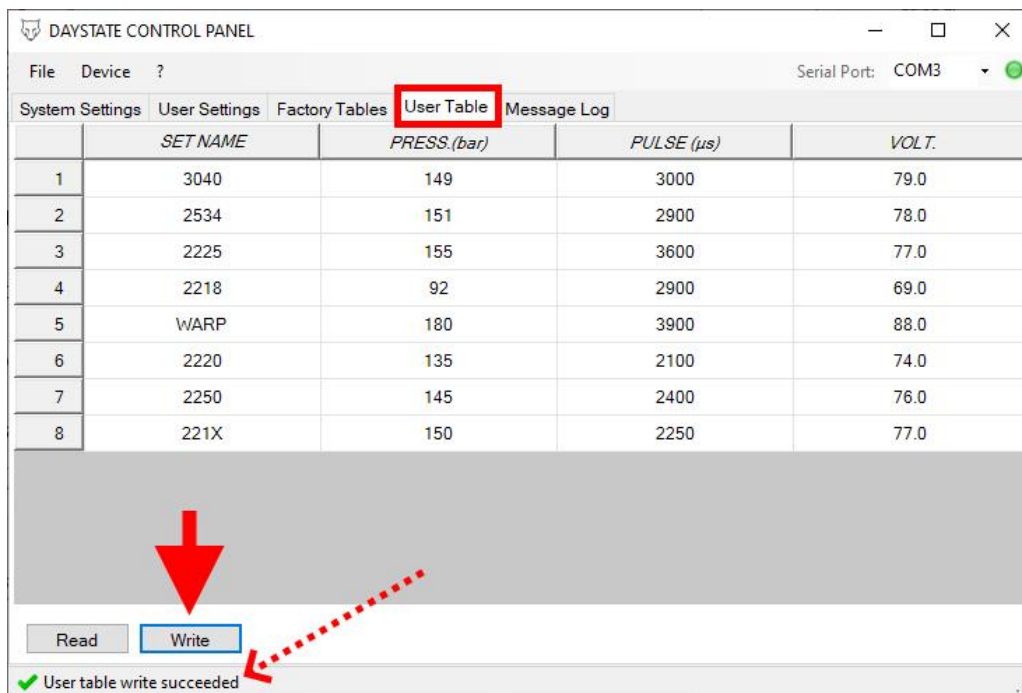 DAYSTATE CONTROL PANEL
File Device ? Serial Port: COM3
System Settings User Settings Factory Tables User Table Message Log
SET NAME PRESS.(bar) PULSE (µs) VOLT.
1 3040 149 3000 79.0
2 2534 151 2900 78.0
3 2225 155 3600 77.0
4 2218 92 2900 69.0
5 WARP 180 3900 88.0
6 2220 135 2100 74.0
7 2250 145 2400 76.0
8 221X 150 2250 77.0
Read Write
User table write succeeded